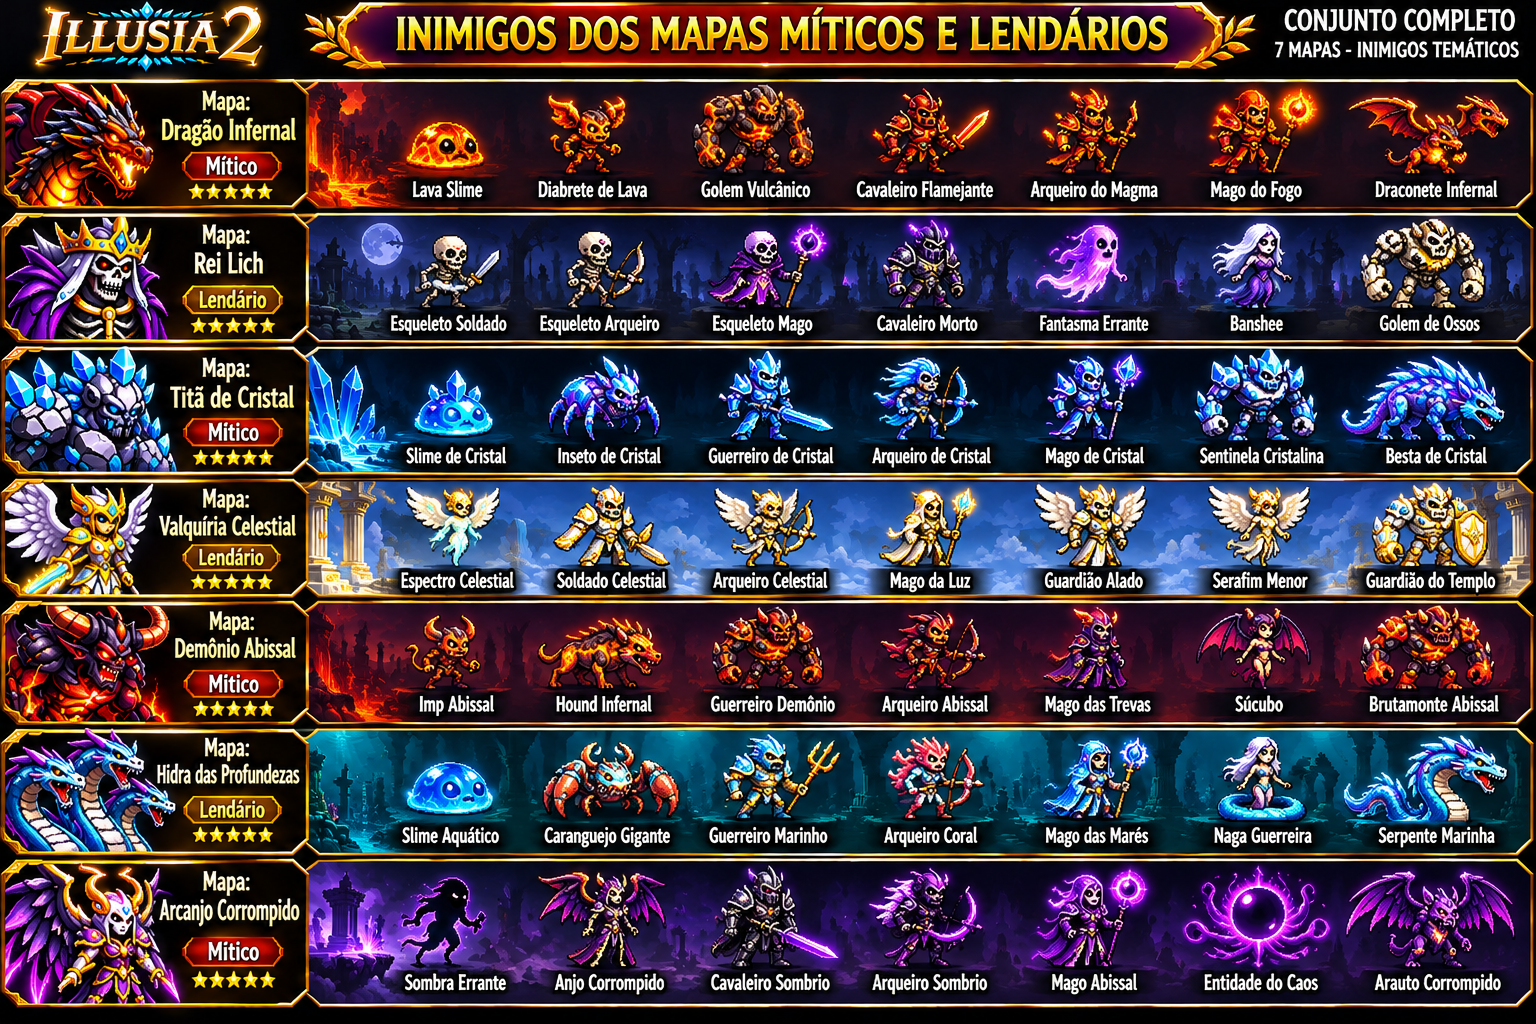 ILLUSIA 2
INIMIGOS DOS MAPAS MÍTICOS E LENDÁRIOS
CONJUNTO COMPLETO
7 MAPAS - INIMIGOS TEMÁTICOS
Mapa:
Dragão Infernal
Mítico
Lava Slime
Diabrete de Lava
Golem Vulcânico
Cavaleiro Flamejante
Arqueiro do Magma
Mago do Fogo
Draconete Infernal
Mapa:
Rei Lich
Lendário
Esqueleto Soldado
Esqueleto Arqueiro
Esqueleto Mago
Cavaleiro Morto
Fantasma Errante
Banshee
Golem de Ossos
Mapa:
Titã de Cristal
Mítico
Slime de Cristal
Inseto de Cristal
Guerreiro de Cristal
Arqueiro de Cristal
Mago de Cristal
Sentinela Cristalina
Besta de Cristal
Mapa:
Valquíria Celestial
Lendário
Espectro Celestial
Soldado Celestial
Arqueiro Celestial
Mago da Luz
Guardião Alado
Serafim Menor
Guardião do Templo
Mapa:
Demônio Abissal
Mítico
Imp Abissal
Hound Infernal
Guerreiro Demônio
Arqueiro Abissal
Mago das Trevas
Súcubo
Brutamonte Abissal
Mapa:
Hidra das Profundezas
Lendário
Slime Aquático
Caranguejo Gigante
Guerreiro Marinho
Arqueiro Coral
Mago das Marés
Naga Guerreira
Serpente Marinha
Mapa:
Arcanjo Corrompido
Mítico
Sombra Errante
Anjo Corrompido
Cavaleiro Sombrio
Arqueiro Sombrio
Mago Abissal
Entidade do Caos
Arauto Corrompido